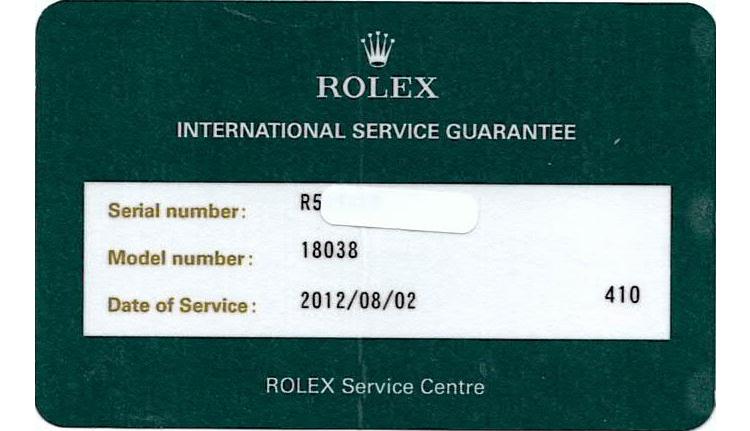 ROLEX
INTERNATIONAL SERVICE GUARANTEE
Serial number: R5
Model number: 18038
Date of Service: 2012/08/02 410
ROLEX Service Centre